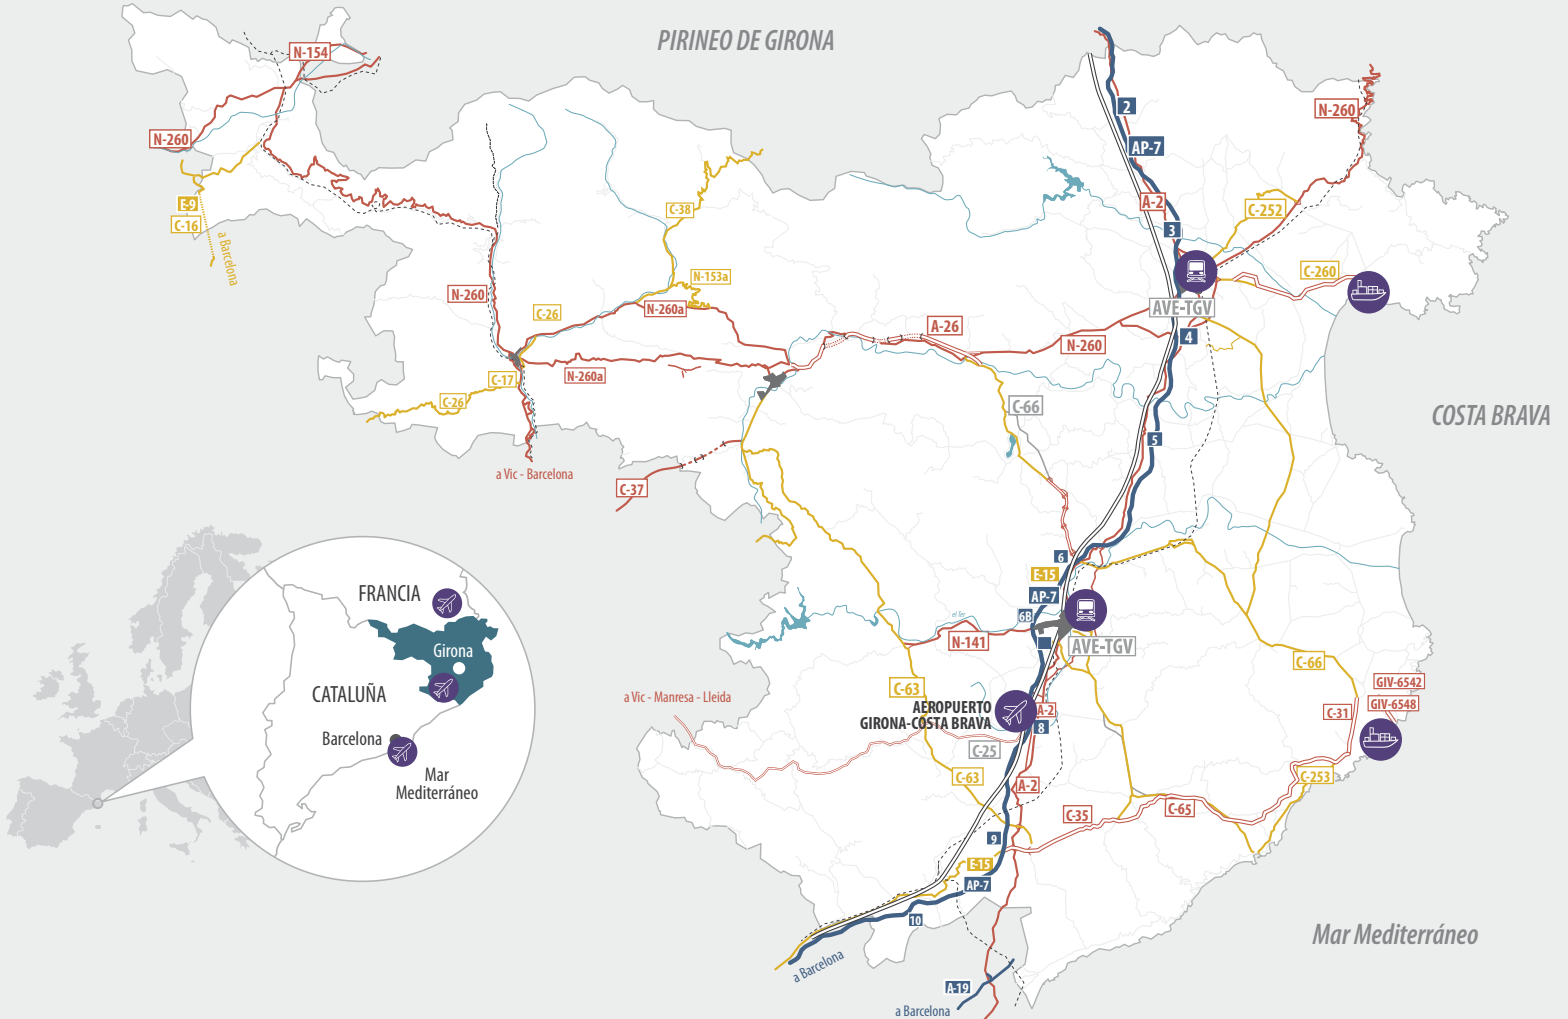 PIRINEO DE GIRONA
N-154
2
N-260
N-260
AP-7
E-9
C-16
a Barcelona
C-38
A-2
C-252
3
N-153a
C-260
N-260
C-26
N-260a
AVE-TGV
A-26
N-260
4
C-17
N-260a
C-26
C-66
COSTA BRAVA
5
a Vic - Barcelona
C-37
6
E-15
AP-7
6B
el Ter
N-141
AVE-TGV
FRANCIA
Girona
CATALUÑA
Barcelona
Mar
Mediterráneo
C-66
GIV-6542
GIV-6548
C-31
C-63
a Vic - Manresa - Lleida
AEROPUERTO
GIRONA-COSTA BRAVA
A-2
8
C-25
C-63
A-2
C-253
C-35
C-65
9
E-15
AP-7
10
Mar Mediterráneo
a Barcelona
A-19
a Barcelona